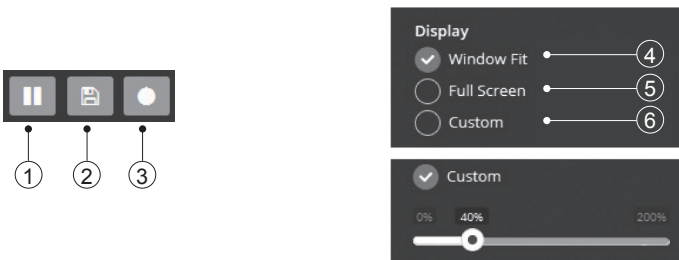 1 2 3
Display
Window Fit 4
Full Screen 5
Custom 6
Custom
0% 40% 200%